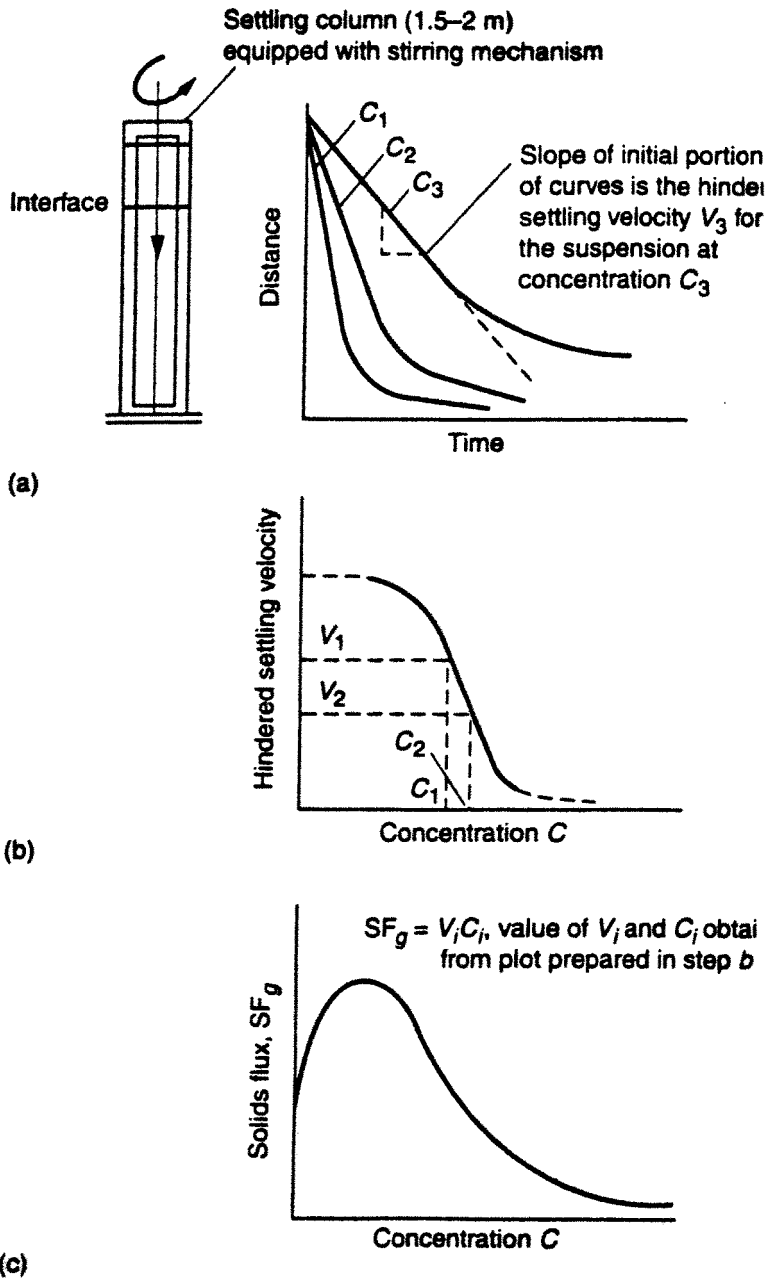 Settling column (1.5–2 m)
equipped with stirring mechanism
Interface
Distance
C1
C2
C3
Slope of initial portion
of curves is the hinde
settling velocity V3 for
the suspension at
concentration C3
Time
(a)
Hindered settling velocity
V1
V2
C2
C1
Concentration C
(b)
SFg = ViCi, value of Vi and Ci obtai
from plot prepared in step b
Solids flux, SFg
Concentration C
(c)